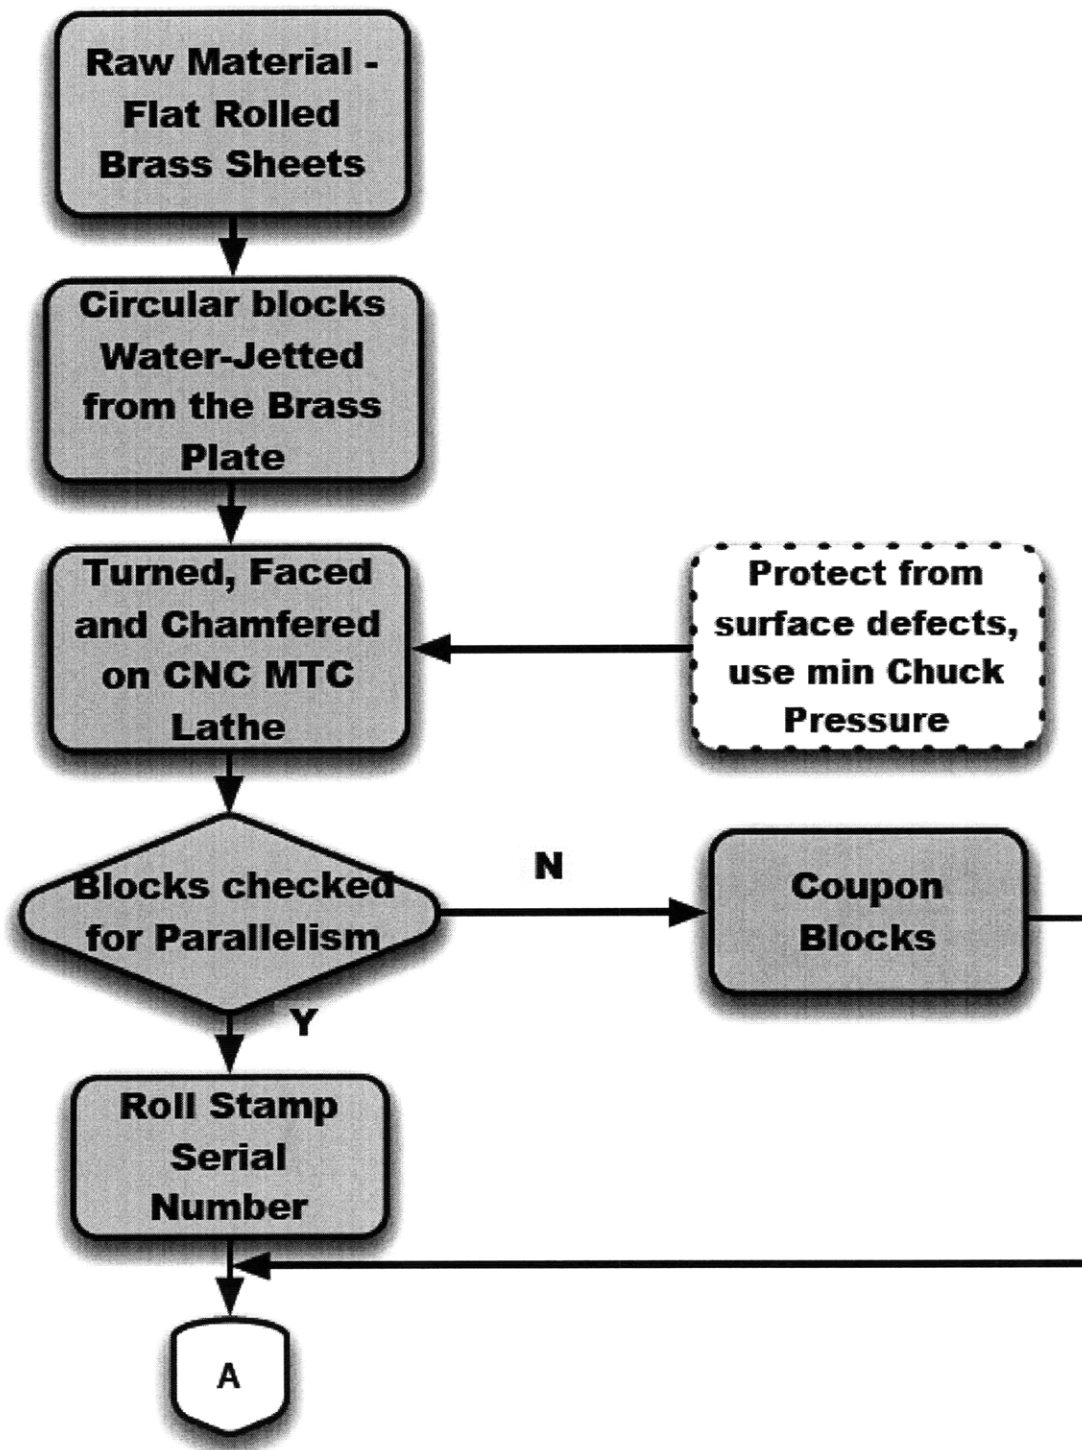 Raw Material -
Flat Rolled
Brass Sheets
Circular blocks
Water-Jetted
from the Brass
Plate
Turned, Faced
and Chamfered
on CNC MTC
Lathe
Protect from
surface defects,
use min Chuck
Pressure
Blocks checked
for Parallelism
N
Coupon
Blocks
Y
Roll Stamp
Serial
Number
A